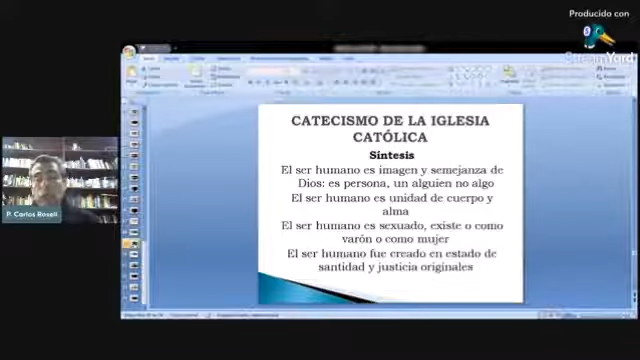 Producido con
StreamYard
CATECISMO DE LA IGLESIA
CATÓLICA
Síntesis
El ser humano es imagen y semejanza de
Dios: es persona, un alguien no algo
El ser humano es unidad de cuerpo y
alma
El ser humano es sexuado, existe o como
varón o como mujer
El ser humano fue creado en estado de
santidad y justicia originales
P. Carlos Rosell